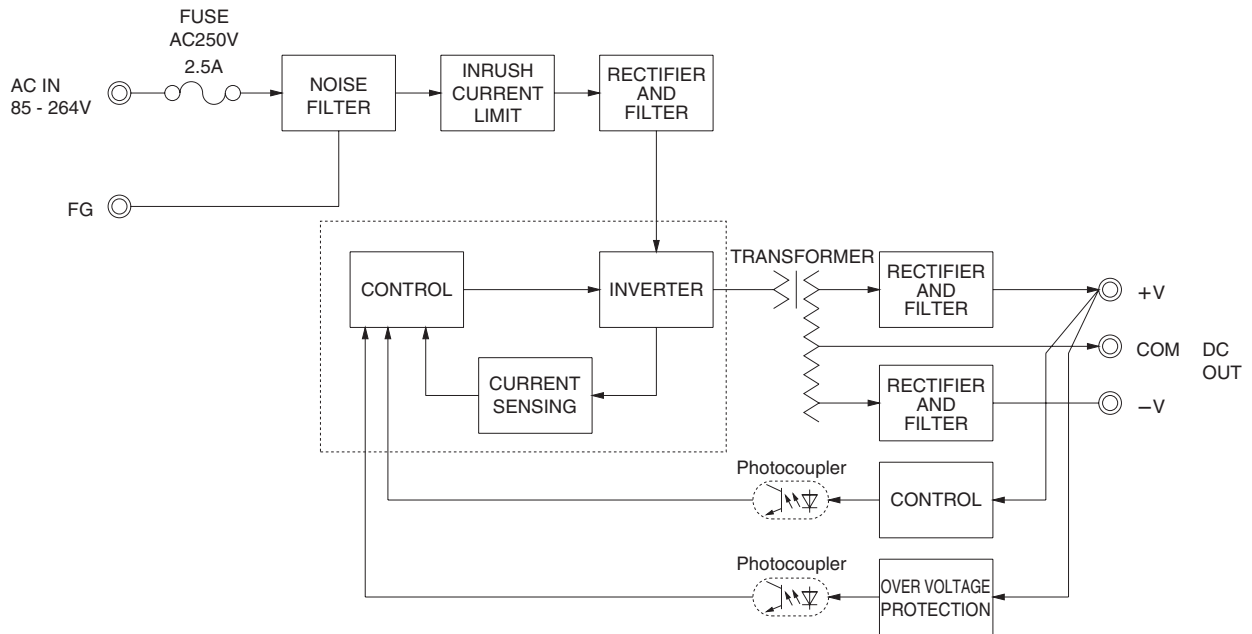 FUSE
AC250V
2.5A
AC IN
85 - 264V
NOISE
FILTER
INRUSH
CURRENT
LIMIT
RECTIFIER
AND
FILTER
FG
CONTROL
INVERTER
CURRENT
SENSING
TRANSFORMER
RECTIFIER
AND
FILTER
+V
COM
DC
OUT
RECTIFIER
AND
FILTER
−V
Photocoupler
CONTROL
Photocoupler
OVER VOLTAGE
PROTECTION